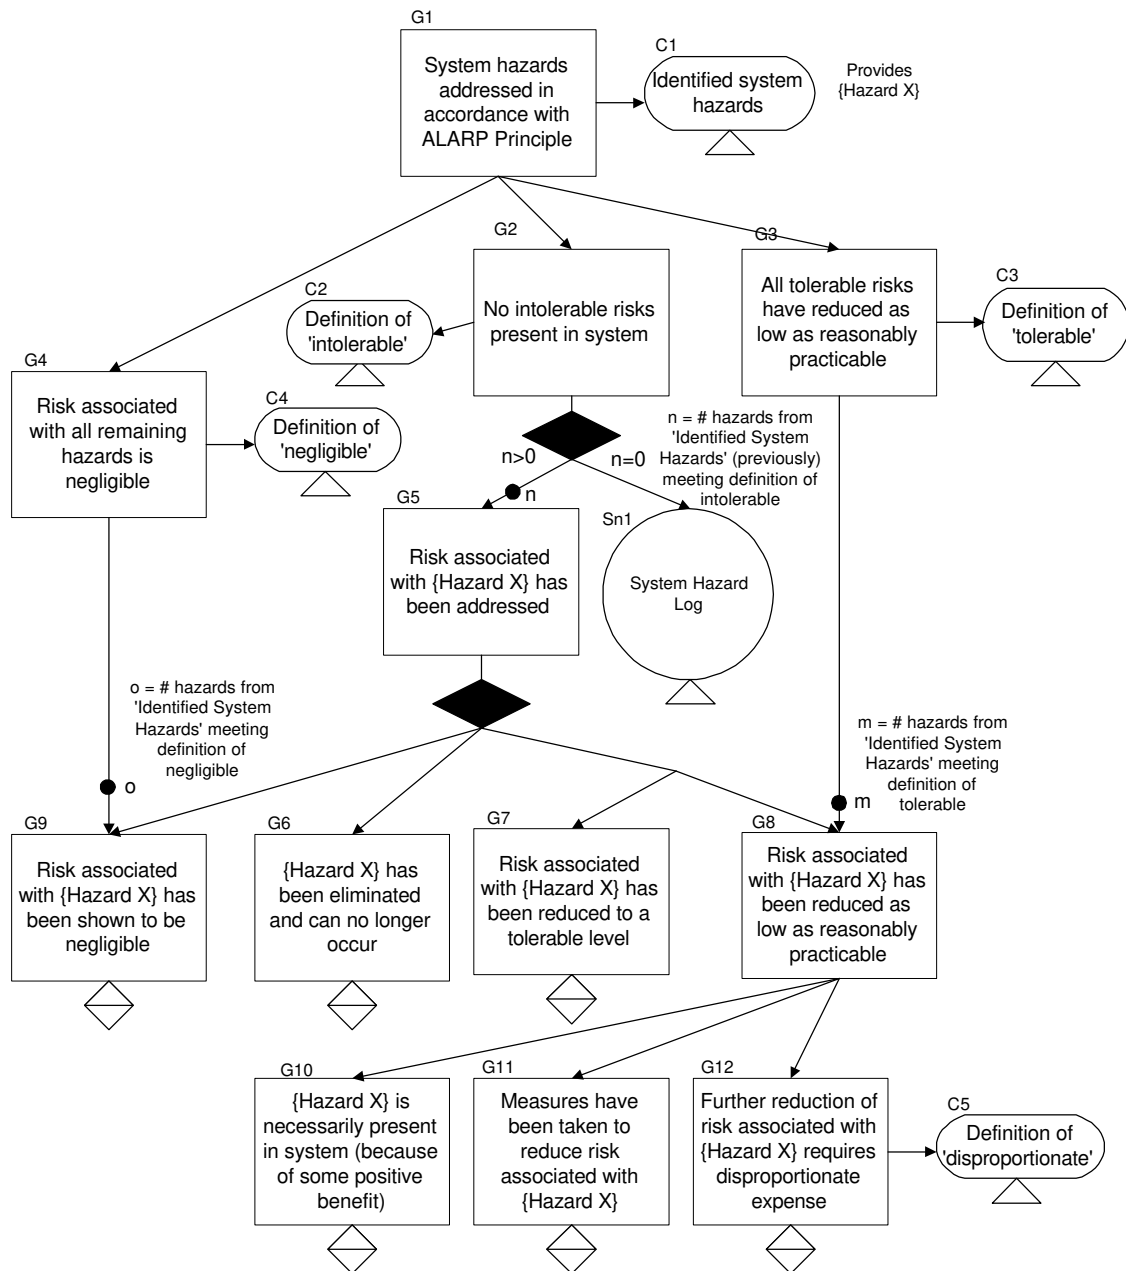 G1
System hazards
addressed in
accordance with
ALARP Principle
C1
Identified system
hazards
Provides
{Hazard X}
G2
No intolerable risks
present in system
C2
Definition of
'intolerable'
G3
All tolerable risks
have reduced as
low as reasonably
practicable
C3
Definition of
'tolerable'
G4
Risk associated
with all remaining
hazards is
negligible
C4
Definition of
'negligible'
n>0
n=0
n = # hazards from
'Identified System
Hazards' (previously)
meeting definition of
intolerable
n
G5
Risk associated
with {Hazard X} has
been addressed
Sn1
System Hazard
Log
o = # hazards from
'Identified System
Hazards' meeting
definition of
negligible
o
m = # hazards from
'Identified System
Hazards' meeting
definition of
tolerable
m
G9
Risk associated
with {Hazard X} has
been shown to be
negligible
G6
{Hazard X} has
been eliminated
and can no longer
occur
G7
Risk associated
with {Hazard X} has
been reduced to a
tolerable level
G8
Risk associated
with {Hazard X} has
been reduced as
low as reasonably
practicable
G10
{Hazard X} is
necessarily present
in system (because
of some positive
benefit)
G11
Measures have
been taken to
reduce risk
associated with
{Hazard X}
G12
Further reduction of
risk associated with
{Hazard X} requires
disproportionate
expense
C5
Definition of
'disproportionate'